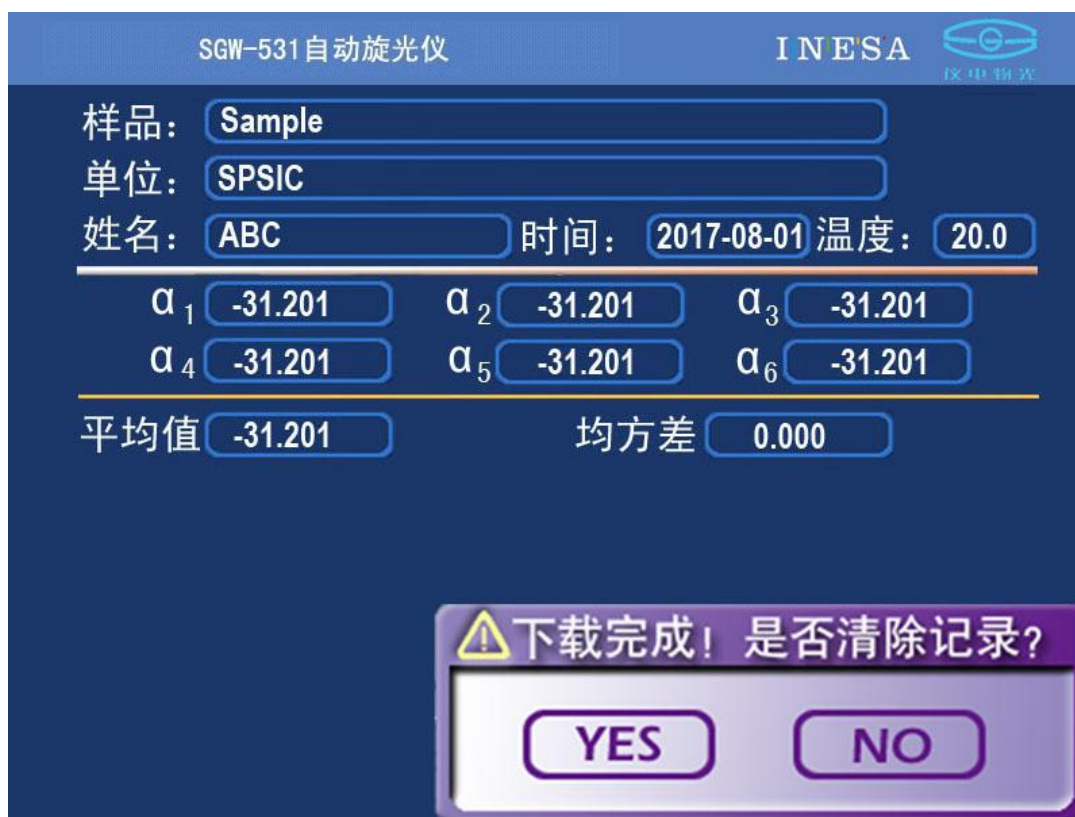 SGW-531自动旋光仪 INESA
仪电物光
样品: Sample
单位: SPSIC
姓名: ABC 时间: 2017-08-01 温度: 20.0
α1 -31.201 α2 -31.201 α3 -31.201
α4 -31.201 α5 -31.201 α6 -31.201
平均值 -31.201 均方差 0.000
下载完成! 是否清除记录?
YES NO